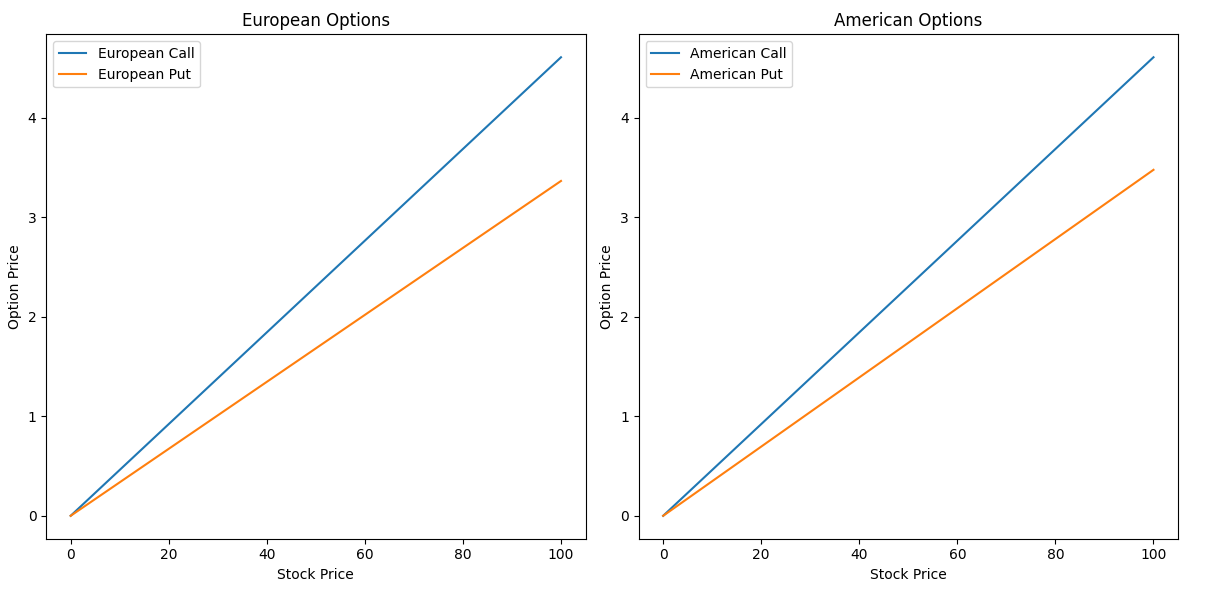 European Options
European Call
European Put
4
3
2
1
0
Option Price
0 20 40 60 80 100
Stock Price
American Options
American Call
American Put
4
3
2
1
0
Option Price
0 20 40 60 80 100
Stock Price